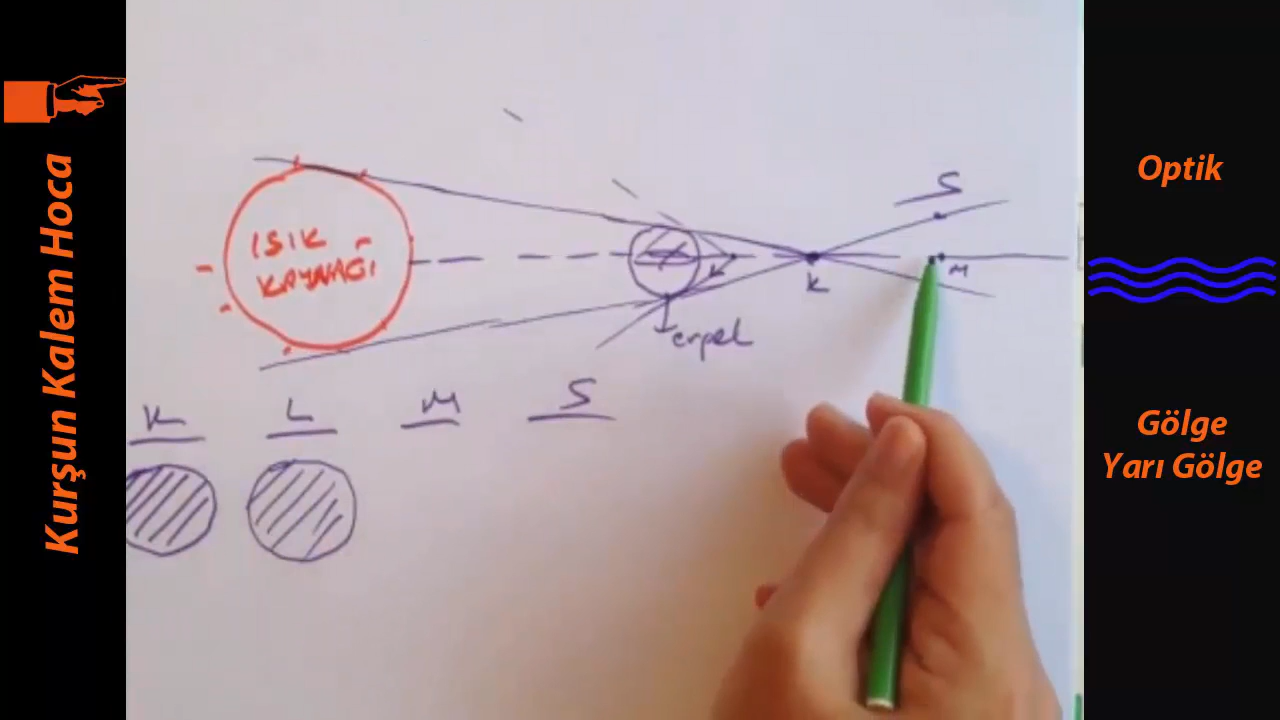 Kurşun Kalem Hoca
Optik
Gölge
Yarı Gölge
IŞIK
KAYNAĞI
S
K
M
K
engel
K L M S